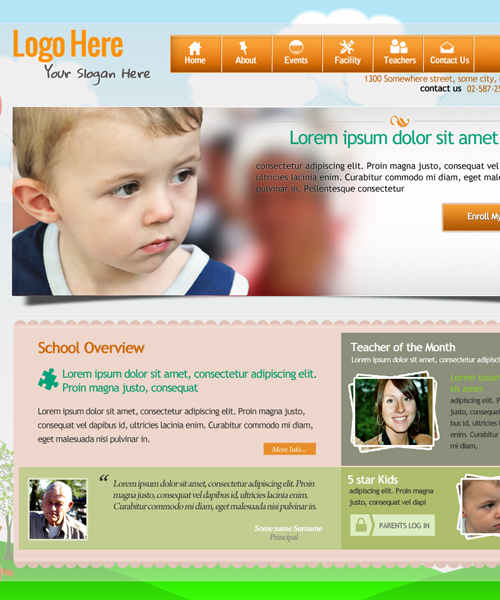 Logo Here
Your Slogan Here
Home About Events Facility Teachers Contact Us
1300 Somewhere street, some city,
contact us 02-587-25
Lorem ipsum dolor sit amet
consectetur adipiscing elit. Proin magna justo, consequat vel
ultricies lacinia enim. Curabitur commodo mi diam, eget males
pulvinar in. Pellentesque consectetur
Enroll My
School Overview
Lorem ipsum dolor sit amet, consectetur adipiscing elit.
Proin magna justo, consequat
Lorem ipsum dolor sit amet, consectetur adipiscing elit. Proin magna justo,
consequat vel dapibus id, ultricies lacinia enim. Curabitur commodo mi diam,
eget malesuada nisi pulvinar in.
More Info...
Teacher of the Month
Lorem ipsum dolor sit amet, consectetur adipiscing
Lorem ipsum
sit amet
adipiscing elit.
justo, consequat
bus id, ultricies
enim. Curabitur
mi diam,
“ Lorem ipsum dolor sit amet, consectetur adipiscing elit. Proin
magna justo, consequat vel dapibus id, ultricies lacinia enim.
Curabitur commodo mi diam, eget malesuada nisi pulvinar in.
Some name Surname
Principal
5 star Kids
adipiscing elit. Proin magna
justo, consequat vel dapi
PARENTS LOG IN